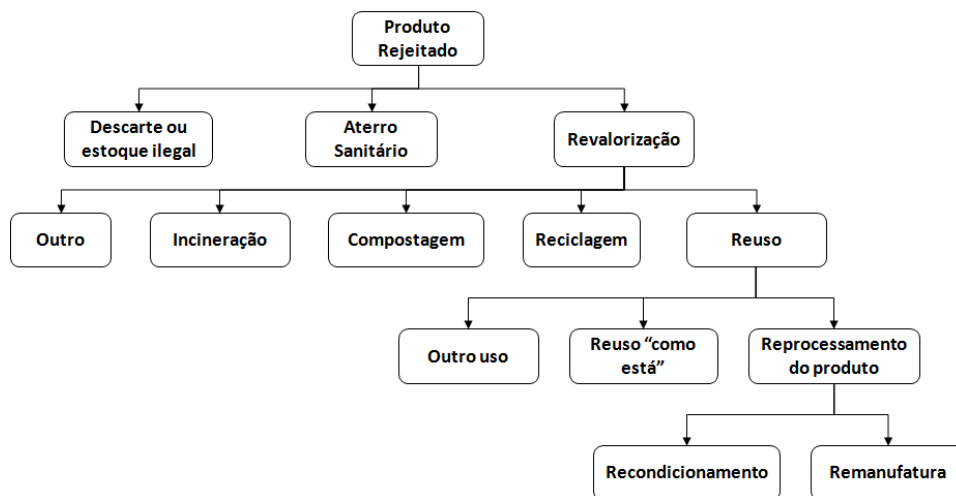 Produto
Rejeitado
Descarte ou
estoque ilegal
Aterro
Sanitário
Revalorização
Outro
Incineração
Compostagem
Reciclagem
Reuso
Outro uso
Reuso “como
está”
Reprocessamento
do produto
Recondicionamento
Remanufatura